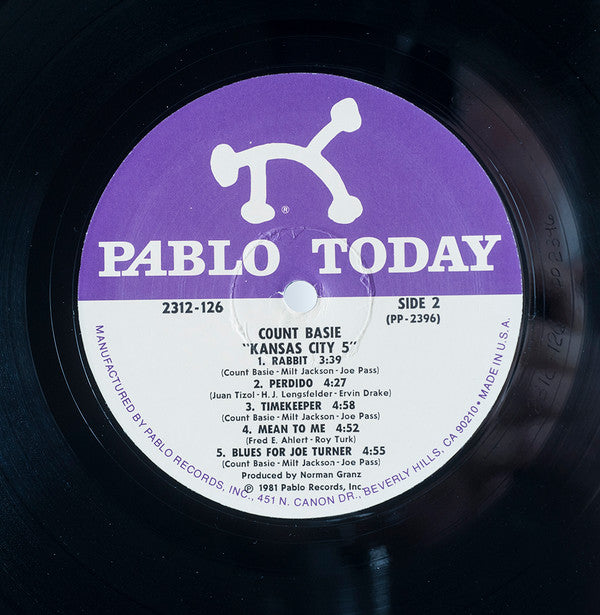 ®
PABLO TODAY
2312-126 SIDE 2
(PP-2396)
COUNT BASIE
"KANSAS CITY 5"
1. RABBIT 3:39
(Count Basie - Milt Jackson - Joe Pass)
2. PERDIDO 4:27
(Juan Tizol - H. J. Lengsfelder - Ervin Drake)
3. TIMEKEEPER 4:58
(Count Basie - Milt Jackson - Joe Pass)
4. MEAN TO ME 4:52
(Fred E. Ahlert - Roy Turk)
5. BLUES FOR JOE TURNER 4:55
(Count Basie - Milt Jackson - Joe Pass)
Produced by Norman Granz
℗ 1981 Pablo Records, Inc.
MANUFACTURED BY PABLO RECORDS, INC., 451 N. CANON DR., BEVERLY HILLS, CA 90210 • MADE IN U.S.A.